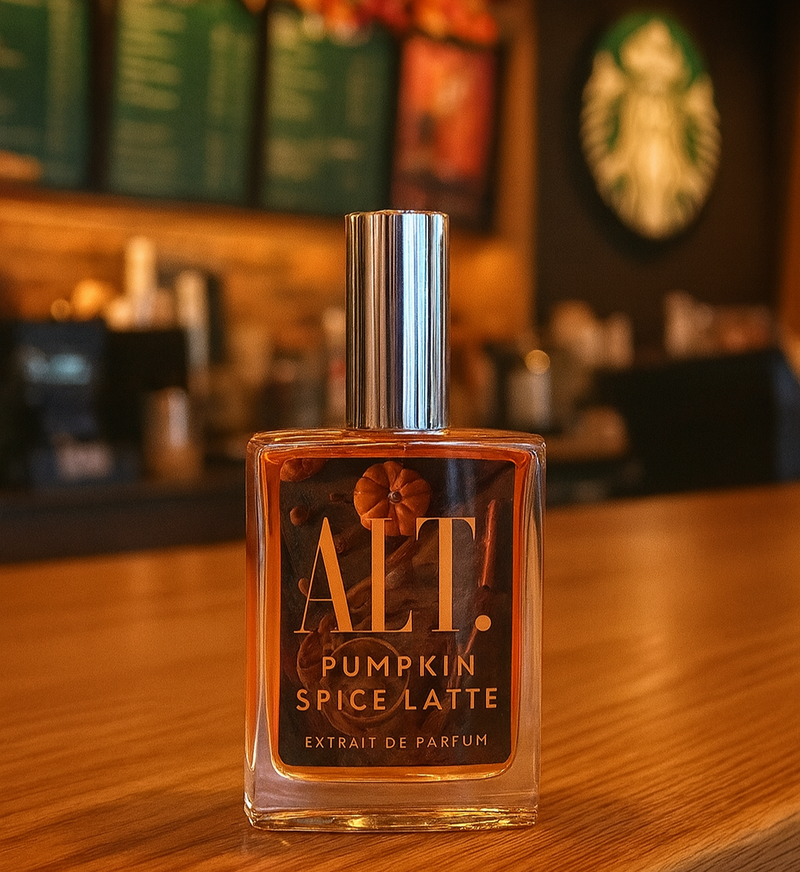 ALT.
PUMPKIN
SPICE LATTE
EXTRAIT DE PARFUM